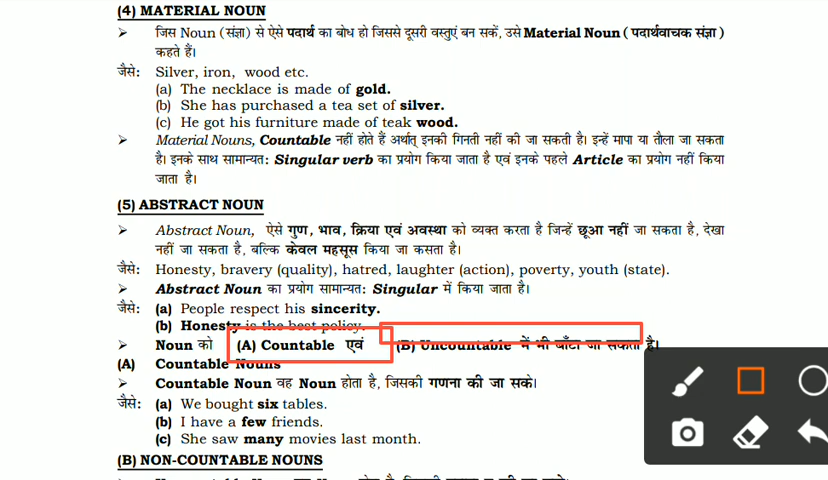 (4) MATERIAL NOUN
➢ जिस Noun (संज्ञा) से ऐसे पदार्थ का बोध हो जिससे दूसरी वस्तुएं बन सकें, उसे Material Noun ( पदार्थवाचक संज्ञा )
कहते हैं।
जैसे: Silver, iron, wood etc.
(a) The necklace is made of gold.
(b) She has purchased a tea set of silver.
(c) He got his furniture made of teak wood.
➢ Material Nouns, Countable नहीं होते हैं अर्थात् इनकी गिनती नहीं की जा सकती है। इन्हें मापा या तौला जा सकता
है। इनके साथ सामान्यत: Singular verb का प्रयोग किया जाता है एवं इनके पहले Article का प्रयोग नहीं किया
जाता है।
(5) ABSTRACT NOUN
➢ Abstract Noun, ऐसे गुण, भाव, क्रिया एवं अवस्था को व्यक्त करता है जिन्हें छूआ नहीं जा सकता है, देखा
नहीं जा सकता है, बल्कि केवल महसूस किया जा कसता है।
जैसे: Honesty, bravery (quality), hatred, laughter (action), poverty, youth (state).
➢ Abstract Noun का प्रयोग सामान्यत: Singular में किया जाता है।
जैसे: (a) People respect his sincerity.
(b) Honesty is the best policy.
➢ Noun को (A) Countable एवं (B) Uncountable में भी बाँटा जा सकता है।
(A) Countable Nouns
➢ Countable Noun वह Noun होता है, जिसकी गणना की जा सके।
जैसे: (a) We bought six tables.
(b) I have a few friends.
(c) She saw many movies last month.
(B) NON-COUNTABLE NOUNS